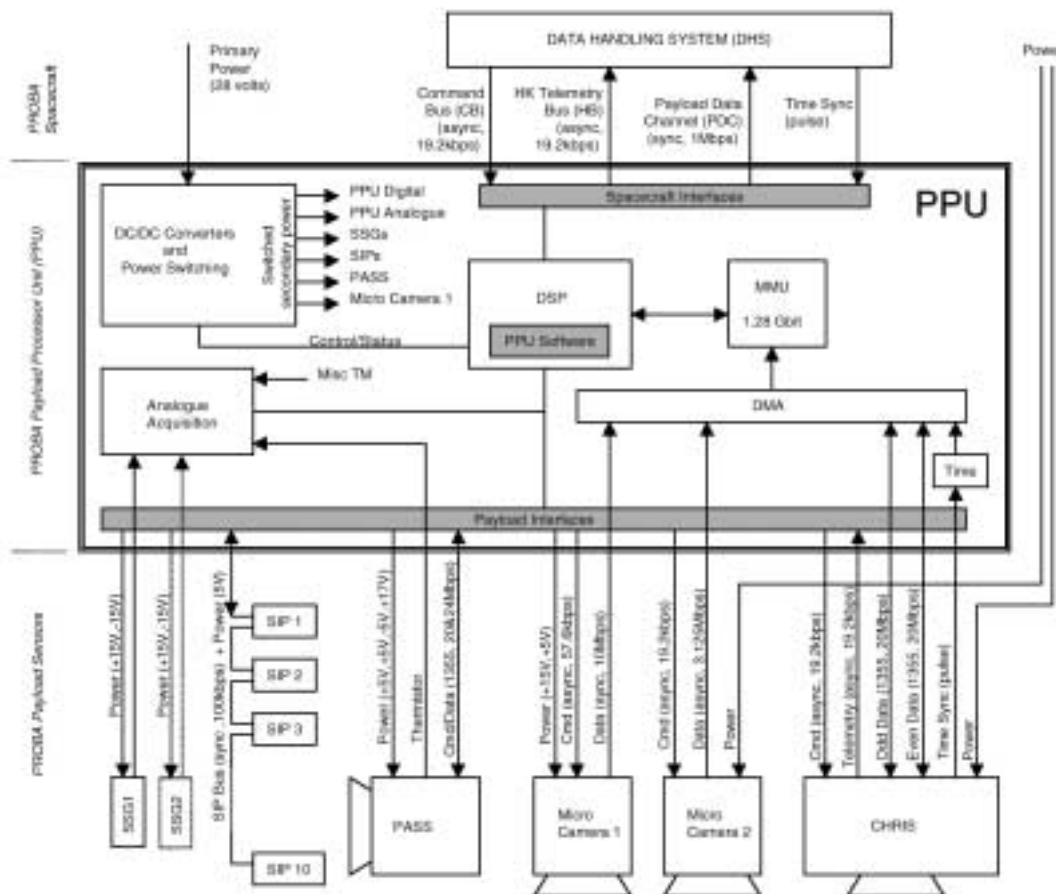 DATA HANDLING SYSTEM (DHS)
Primary
Power
(28 volts)
Command
Bus (CB)
(async,
19.2kbps)
HK Telemetry
Bus (HB)
(async,
19.2kbps)
Payload Data
Channel (PDC)
(sync, 1Mbps)
Time Sync
(pulse)
Power
PROBA
Spacecraft
PROBA Payload Processor Unit (PPU)
PROBA Payload Sensors
Spacecraft Interfaces
PPU
DC/DC Converters
and
Power Switching
Switched
secondary power
PPU Digital
PPU Analogue
SSGs
SIPs
PASS
Micro Camera 1
DSP
PPU Software
MMU
1.28 Gbit
Control/Status
Misc TM
Analogue
Acquisition
DMA
Time
Payload Interfaces
Power (+15V,-15V)
Power (+15V,-15V)
SIP Bus (sync 100kbps) + Power (5V)
Power (+5V,+5V,-5V,+17V)
Thermistor
Cmd/Data (1355, 20&24Mbps)
Power (+15V,+5V)
Cmd (async, 57.6kbps)
Data (sync, 10Mbps)
Cmd (async, 19.2kbps)
Data (async, 3.125Mbps)
Power
Cmd (async, 19.2kbps)
Telemetry (async, 19.2kbps)
Odd Data (1355, 20Mbps)
Even Data (1355, 20Mbps)
Time Sync (pulse)
Power
SIP 1
SIP 2
SIP 3
SIP 10
SSG1
SSG2
PASS
Micro
Camera 1
Micro
Camera 2
CHRIS